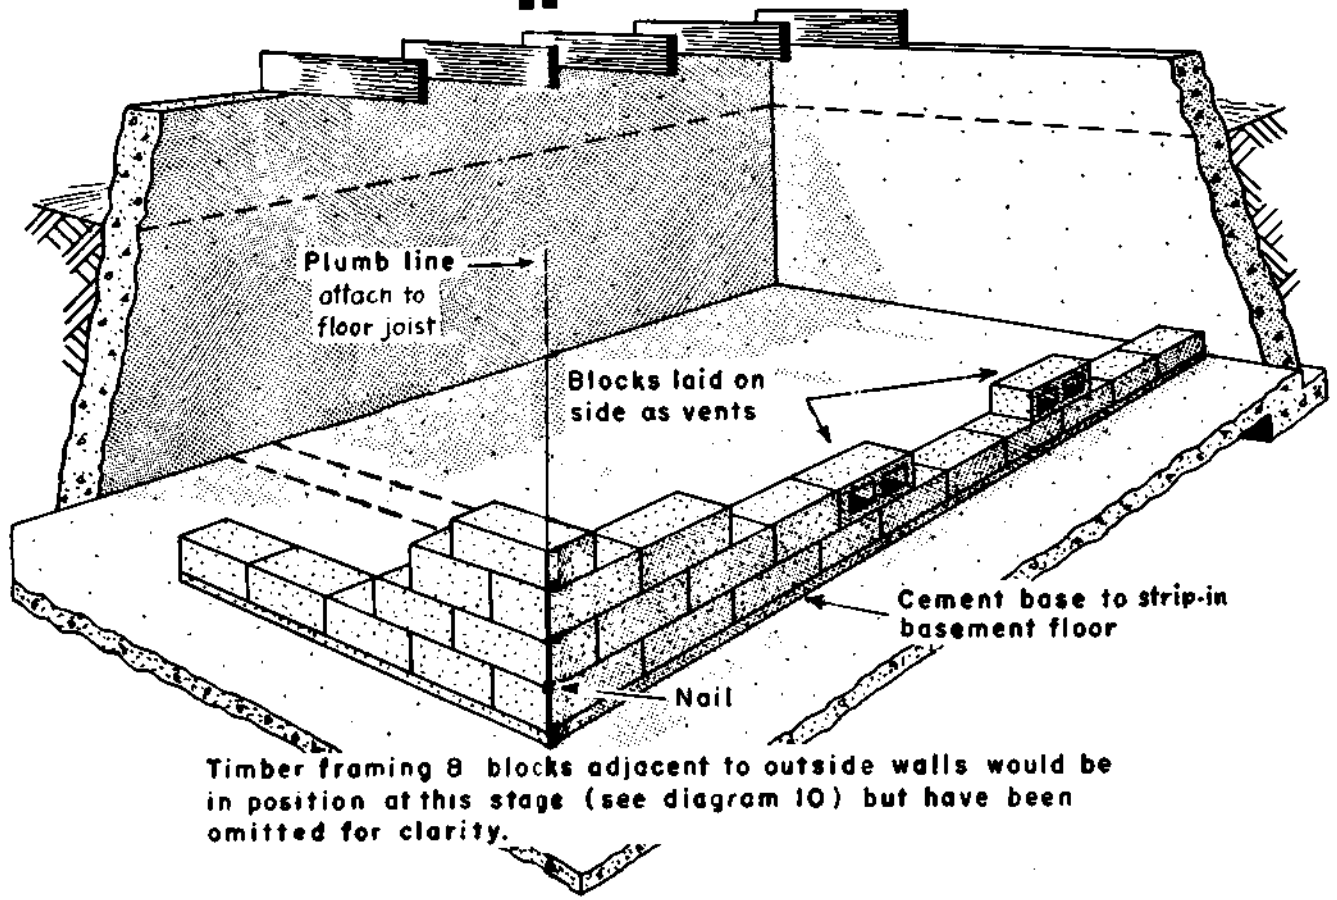 Plumb line
attach to
floor joist
Blocks laid on
side as vents
Cement base to strip-in
basement floor
Nail
Timber framing & blocks adjacent to outside walls would be
in position at this stage (see diagram 10) but have been
omitted for clarity.